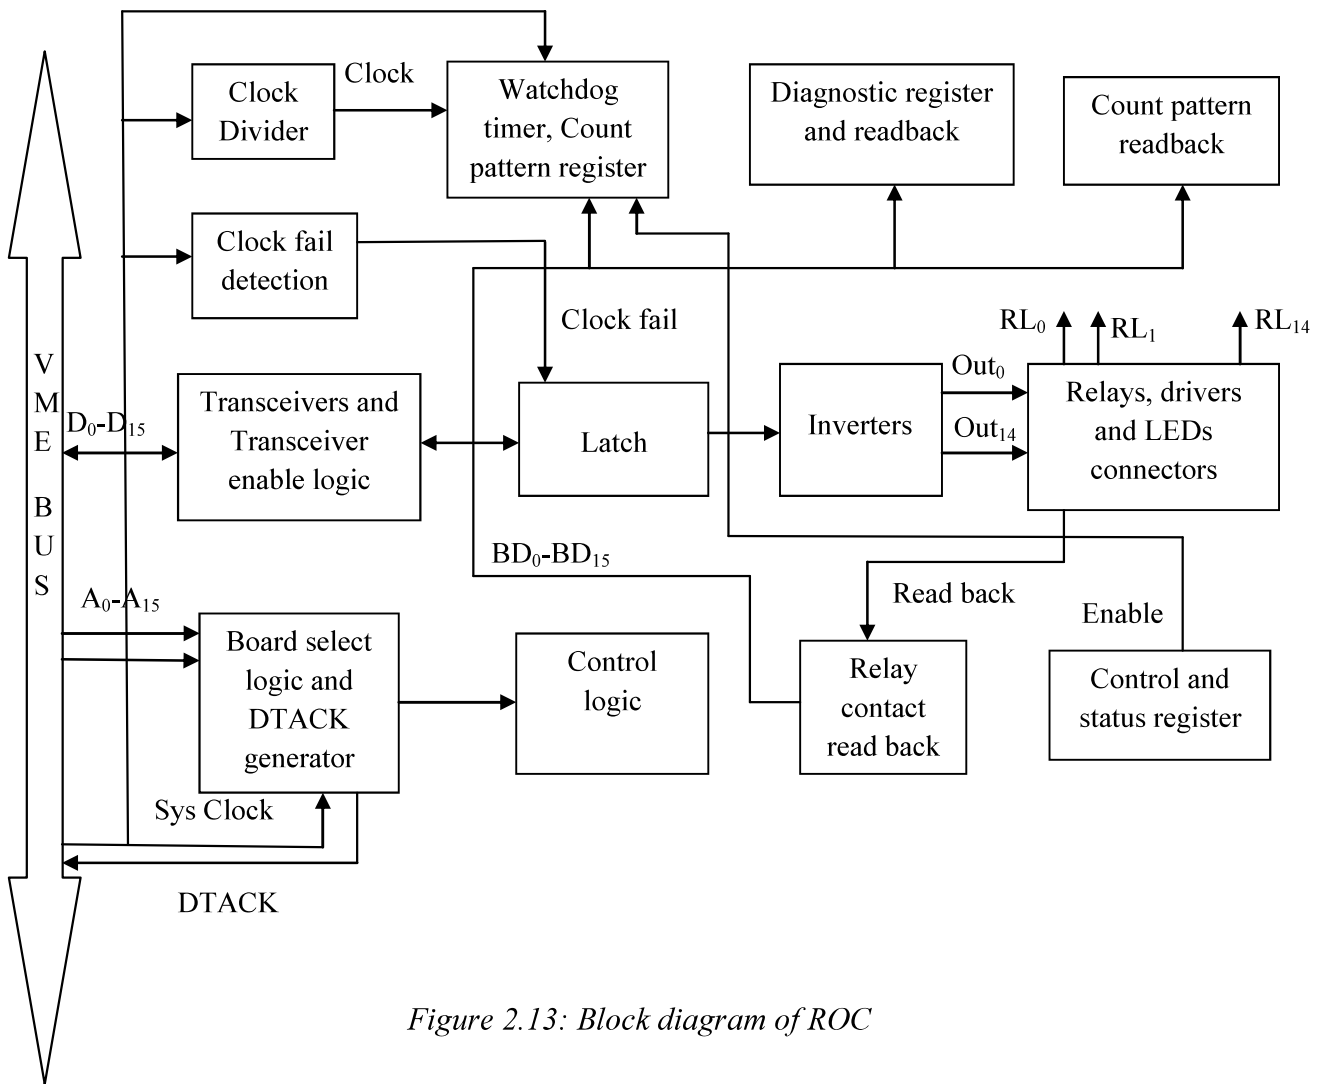 Clock
Clock
Divider
Watchdog
timer, Count
pattern register
Diagnostic register
and readback
Count pattern
readback
Clock fail
detection
Clock fail
RL₀
RL₁
RL₁₄
V
M
E
B
U
S
D₀-D₁₅
Transceivers and
Transceiver
enable logic
Latch
Inverters
Out₀
Out₁₄
Relays, drivers
and LEDs
connectors
BD₀-BD₁₅
Read back
Enable
A₀-A₁₅
Board select
logic and
DTACK
generator
Control
logic
Relay
contact
read back
Control and
status register
Sys Clock
DTACK
Figure 2.13: Block diagram of ROC